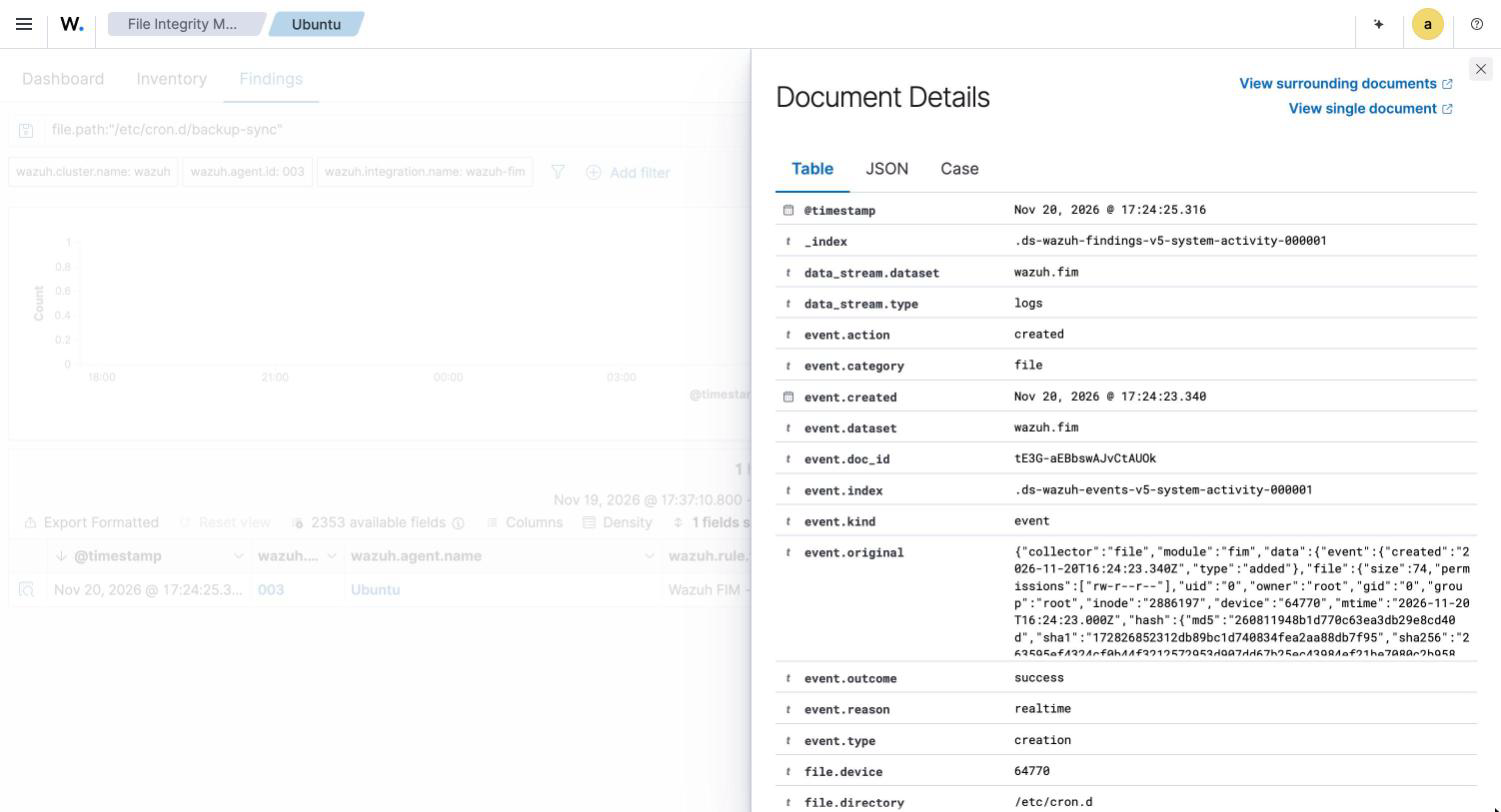 W.
File Integrity M...
Ubuntu
a
Dashboard
Inventory
Findings
file.path:"/etc/cron.d/backup-sync"
wazuh.cluster.name: wazuh
wazuh.agent.id: 003
wazuh.integration.name: wazuh-fim
Add filter
Count
1
0.8
0.6
0.4
0.2
0
18:00
21:00
00:00
03:00
@timestar
1
Nov 19, 2026 @ 17:37:10.800 -
Export Formatted
Reset view
2353 available fields
Columns
Density
1 fields s
@timestamp
wazuh....
wazuh.agent.name
wazuh.rule.
Nov 20, 2026 @ 17:24:25.3...
003
Ubuntu
Wazuh FIM -
Document Details
View surrounding documents
View single document
Table
JSON
Case
@timestamp Nov 20, 2026 @ 17:24:25.316
t _index .ds-wazuh-findings-v5-system-activity-000001
t data_stream.dataset wazuh.fim
t data_stream.type logs
t event.action created
t event.category file
event.created Nov 20, 2026 @ 17:24:23.340
t event.dataset wazuh.fim
t event.doc_id tE3G-aEBbswAJvCtAUOk
t event.index .ds-wazuh-events-v5-system-activity-000001
t event.kind event
t event.original {"collector":"file","module":"fim","data":{"event":{"created":"2
026-11-20T16:24:23.340Z","type":"added"},"file":{"size":74,"perm
issions":["rw-r--r--"],"uid":"0","owner":"root","gid":"0","grou
p":"root","inode":"2886197","device":"64770","mtime":"2026-11-20
T16:24:23.000Z","hash":{"md5":"260811948b1d770c63ea3db29e8cd40
d","sha1":"172826852312db89bc1d740834fea2aa88db7f95","sha256":"2
63595ef4324cf0b44f3212572953d907dd67b25ec43984ef21be7080c2b958
t event.outcome success
t event.reason realtime
t event.type creation
t file.device 64770
t file.directory /etc/cron.d